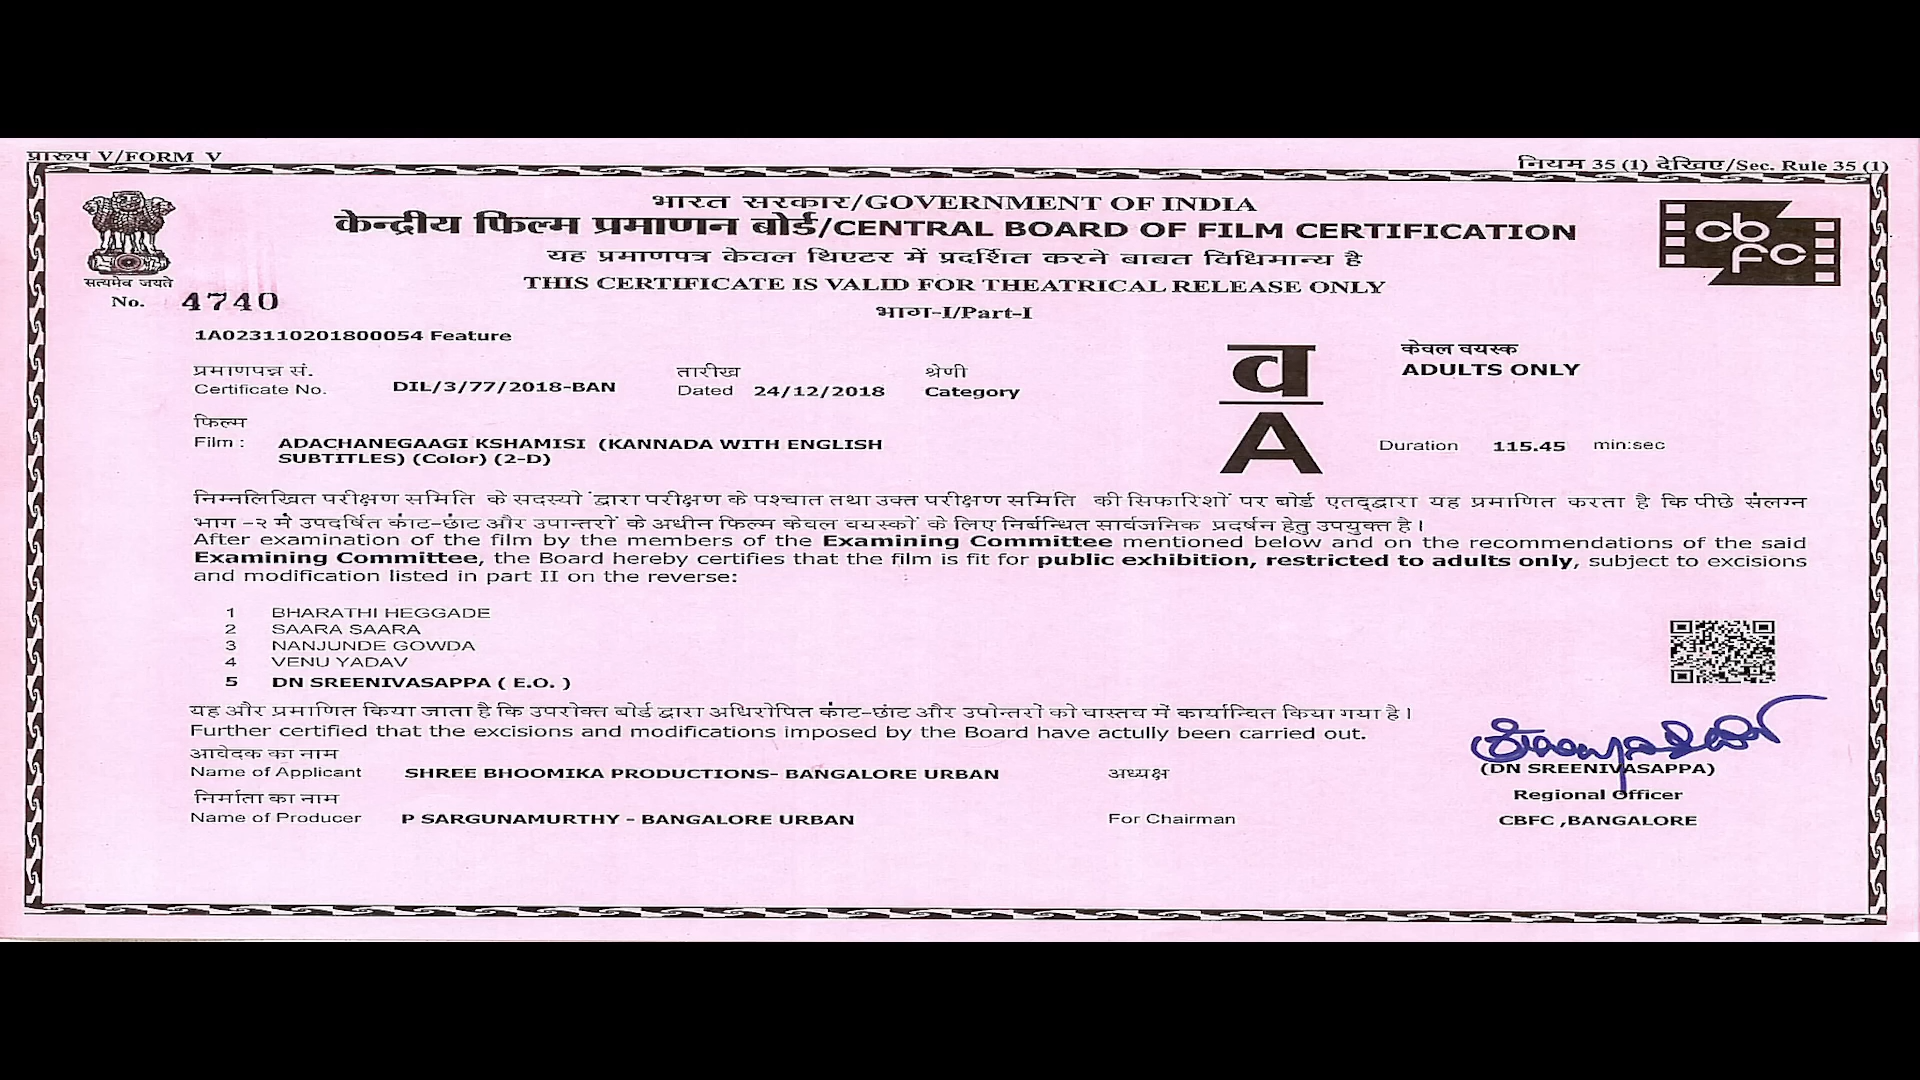 प्रारूप V/FORM V
नियम 35 (1) देखिए/Sec. Rule 35 (1)
भारत सरकार/GOVERNMENT OF INDIA
केन्द्रीय फिल्म प्रमाणन बोर्ड/CENTRAL BOARD OF FILM CERTIFICATION
cbfc
यह प्रमाणपत्र केवल थिएटर में प्रदर्शित करने बाबत विधिमान्य है
सत्यमेव जयते
THIS CERTIFICATE IS VALID FOR THEATRICAL RELEASE ONLY
No. 4740
भाग-I/Part-I
1A023110201800054 Feature
व
A
केवल वयस्क
ADULTS ONLY
प्रमाणपत्र सं. तारीख श्रेणी
Certificate No. DIL/3/77/2018-BAN Dated 24/12/2018 Category
फिल्म
Film : ADACHANEGAAGI KSHAMISI (KANNADA WITH ENGLISH
SUBTITLES) (Color) (2-D)
Duration 115.45 min:sec
निम्नलिखित परीक्षण समिति के सदस्यों द्वारा परीक्षण के पश्चात तथा उक्त परीक्षण समिति की सिफारिशों पर बोर्ड एतद्द्वारा यह प्रमाणित करता है कि पीछे संलग्न
भाग -२ में उपदर्षित कांट-छांट और उपान्तरों के अधीन फिल्म केवल वयस्कों के लिए निर्बन्धित सार्वजनिक प्रदर्षन हेतु उपयुक्त है।
After examination of the film by the members of the Examining Committee mentioned below and on the recommendations of the said
Examining Committee, the Board hereby certifies that the film is fit for public exhibition, restricted to adults only, subject to excisions
and modification listed in part II on the reverse:
1 BHARATHI HEGGADE
2 SAARA SAARA
3 NANJUNDE GOWDA
4 VENU YADAV
5 DN SREENIVASAPPA ( E.O. )
यह और प्रमाणित किया जाता है कि उपरोक्त बोर्ड द्वारा अधिरोपित कांट-छांट और उपोन्तरों को वास्तव में कार्यान्वित किया गया है।
Further certified that the excisions and modifications imposed by the Board have actully been carried out.
आवेदक का नाम
Name of Applicant SHREE BHOOMIKA PRODUCTIONS- BANGALORE URBAN अध्यक्ष
(DN SREENIVASAPPA)
निर्माता का नाम
Regional Officer
Name of Producer P SARGUNAMURTHY - BANGALORE URBAN For Chairman
CBFC ,BANGALORE